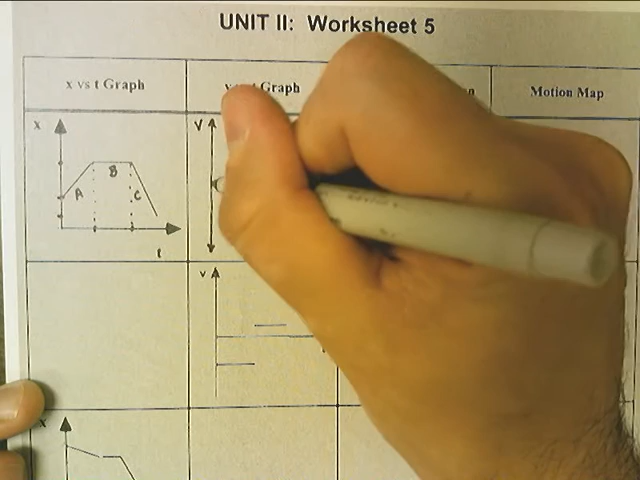 UNIT II: Worksheet 5
x vs t Graph
Graph
Motion Map
x
A
B
C
t
V
v
x